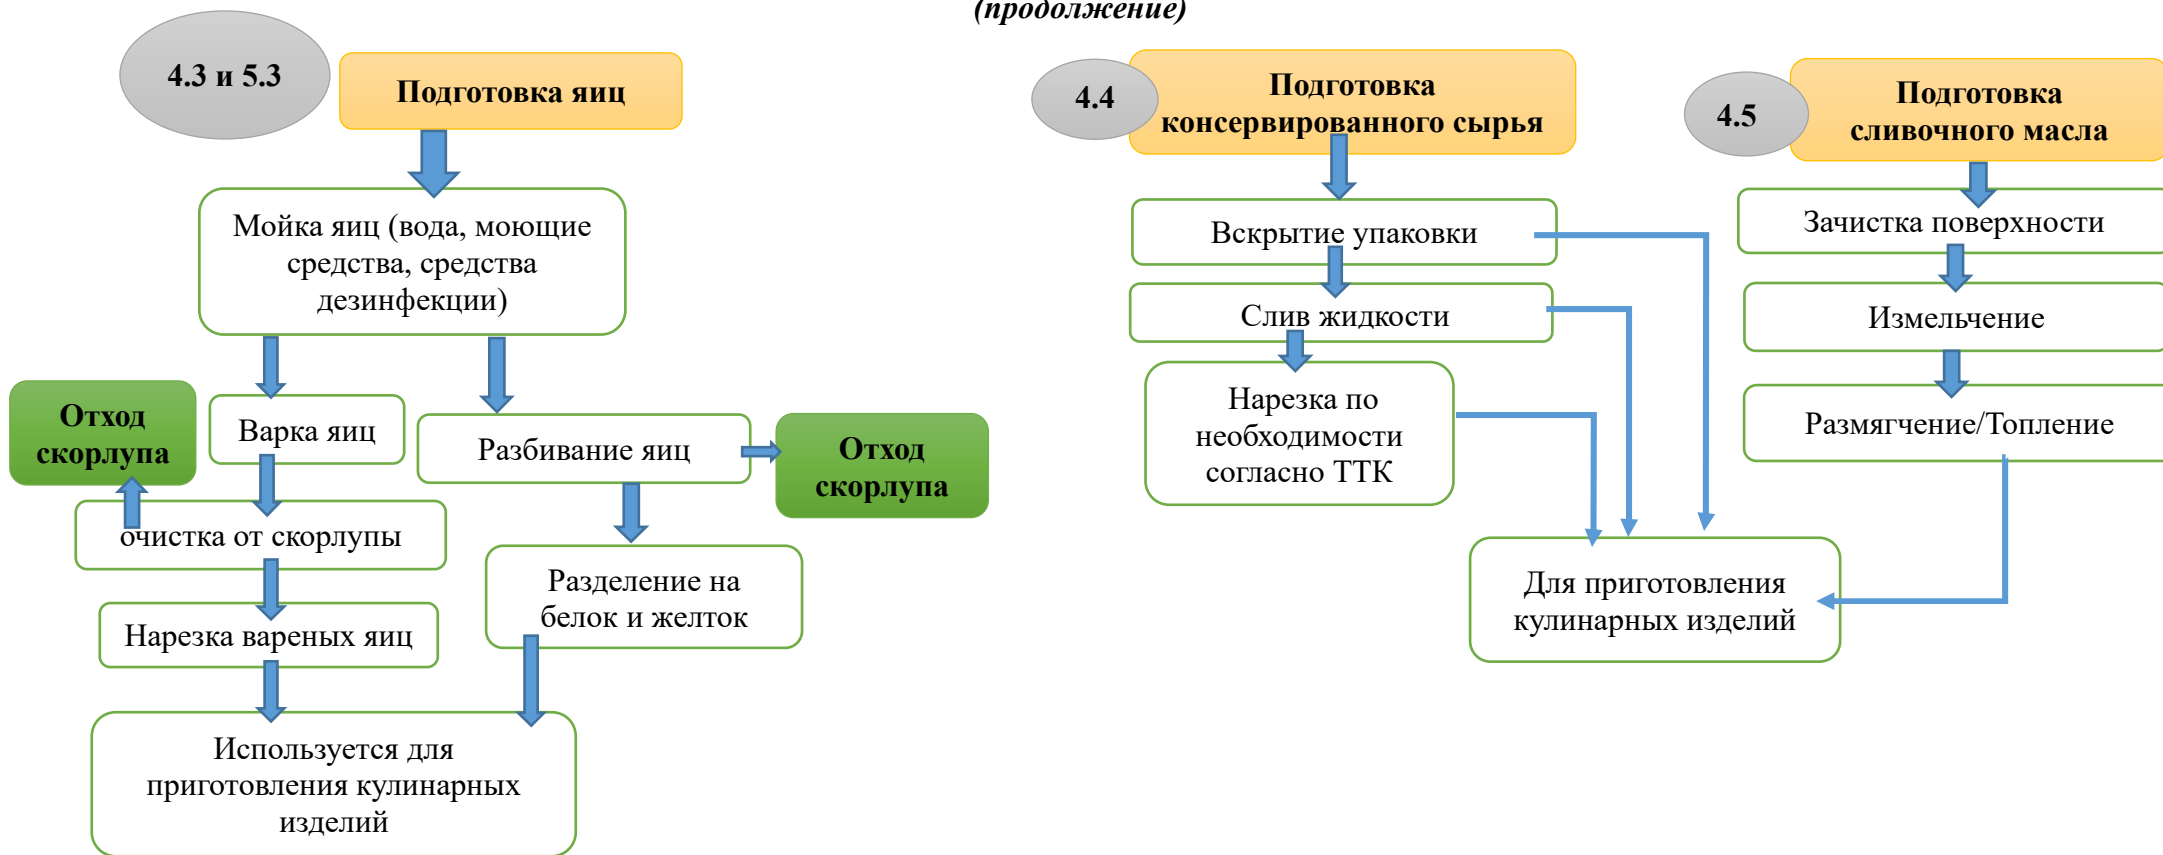 (продолжение)
4.3 и 5.3
Подготовка яиц
Мойка яиц (вода, моющие
средства, средства
дезинфекции)
Отход
скорлупа
Варка яиц
Разбивание яиц
Отход
скорлупа
очистка от скорлупы
Разделение на
белок и желток
Нарезка вареных яиц
Используется для
приготовления кулинарных
изделий
4.4
Подготовка
консервированного сырья
Вскрытие упаковки
Слив жидкости
Нарезка по
необходимости
согласно ТТК
4.5
Подготовка
сливочного масла
Зачистка поверхности
Измельчение
Размягчение/Топление
Для приготовления
кулинарных изделий